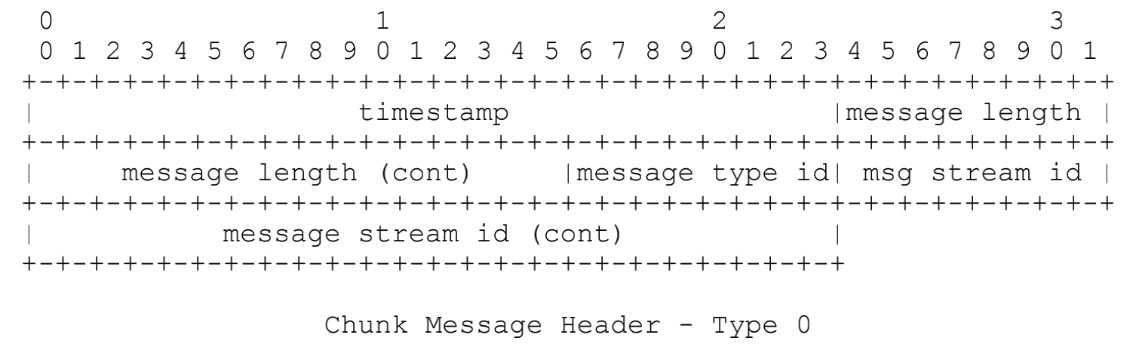 0                   1                   2                   3
 0 1 2 3 4 5 6 7 8 9 0 1 2 3 4 5 6 7 8 9 0 1 2 3 4 5 6 7 8 9 0 1
+-+-+-+-+-+-+-+-+-+-+-+-+-+-+-+-+-+-+-+-+-+-+-+-+-+-+-+-+-+-+-+-+
|                   timestamp                   |message length |
+-+-+-+-+-+-+-+-+-+-+-+-+-+-+-+-+-+-+-+-+-+-+-+-+-+-+-+-+-+-+-+-+
|     message length (cont)     |message type id| msg stream id |
+-+-+-+-+-+-+-+-+-+-+-+-+-+-+-+-+-+-+-+-+-+-+-+-+-+-+-+-+-+-+-+-+
|           message stream id (cont)            |
+-+-+-+-+-+-+-+-+-+-+-+-+-+-+-+-+-+-+-+-+-+-+-+-+
Chunk Message Header - Type 0